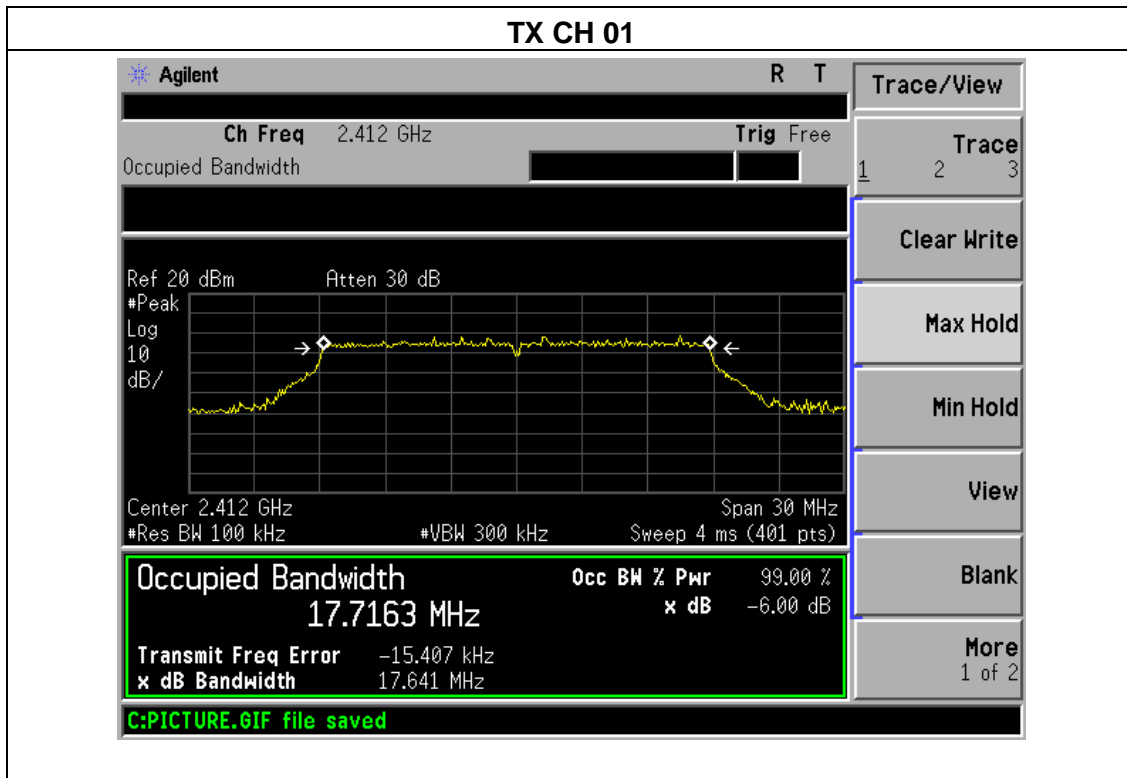 TX CH 01
Agilent R T
Ch Freq 2.412 GHz Trig Free
Occupied Bandwidth
Ref 20 dBm Atten 30 dB
#Peak
Log
10
dB/
Center 2.412 GHz Span 30 MHz
#Res BW 100 kHz #VBW 300 kHz Sweep 4 ms (401 pts)
Occupied Bandwidth Occ BW % Pwr 99.00 %
17.7163 MHz x dB -6.00 dB
Transmit Freq Error -15.407 kHz
x dB Bandwidth 17.641 MHz
C:PICTURE.GIF file saved
Trace/View
Trace
1 2 3
Clear Write
Max Hold
Min Hold
View
Blank
More
1 of 2